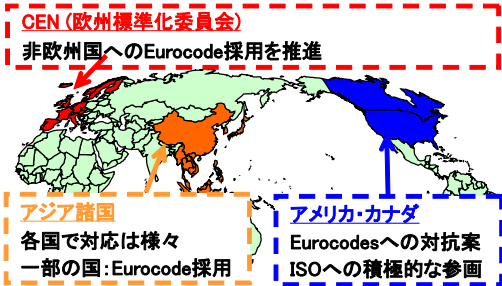 CEN (欧州標準化委員会)
非欧州国へのEurocode採用を推進
アジア諸国
各国で対応は様々
一部の国：Eurocode採用
アメリカ・カナダ
Eurocodesへの対抗案
ISOへの積極的な参画